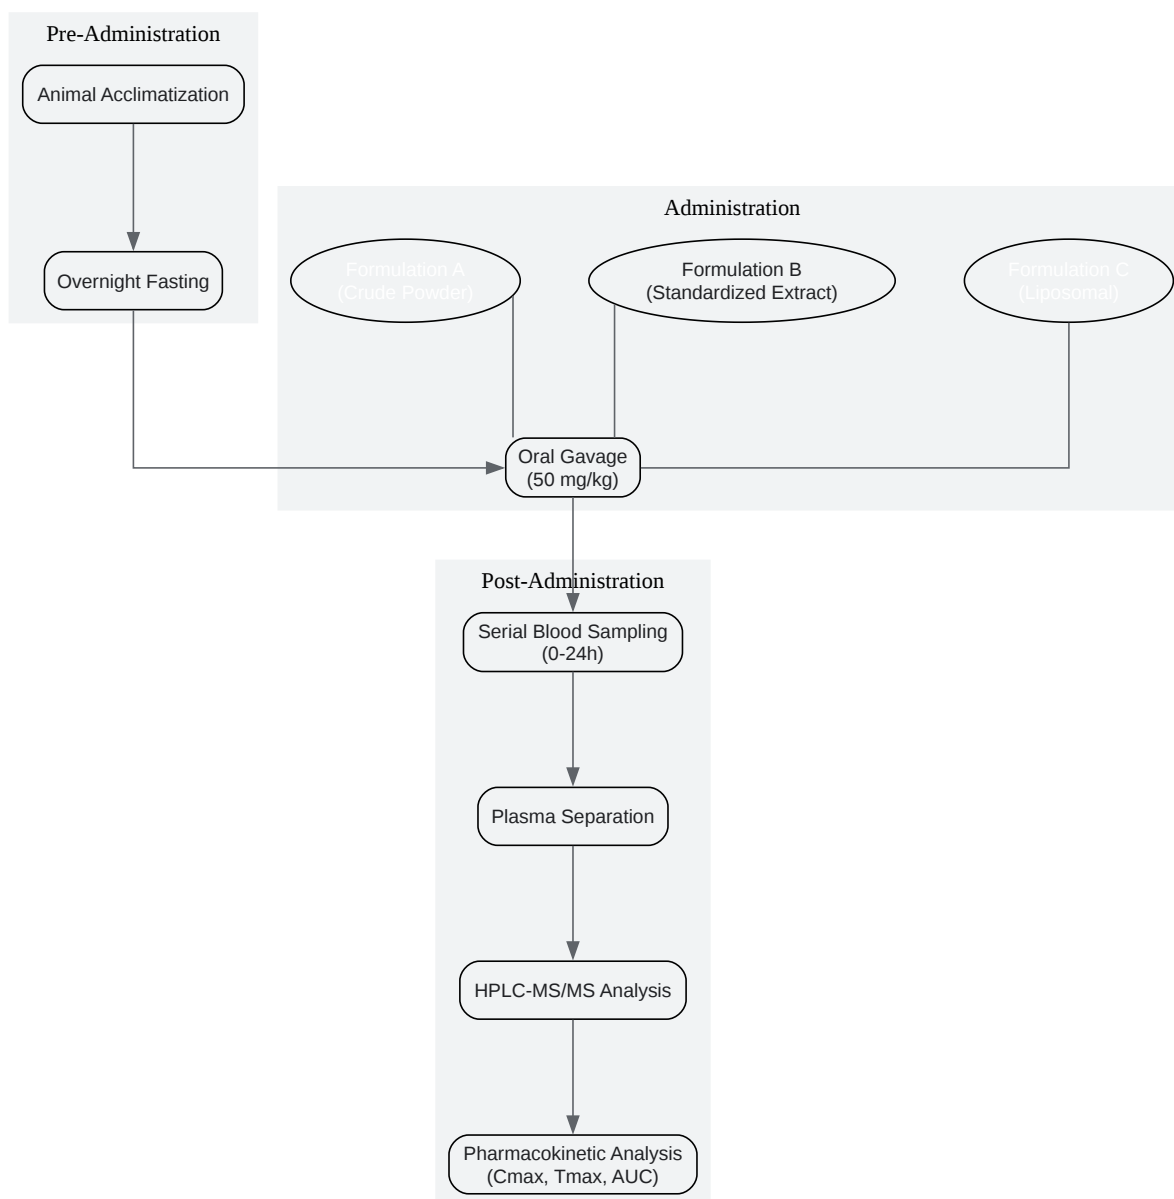 Pre-Administration
Animal Acclimatization
Overnight Fasting
Administration
Formulation A
(Crude Powder)
Formulation B
(Standardized Extract)
Formulation C
(Liposomal)
Oral Gavage
(50 mg/kg)
Post-Administration
Serial Blood Sampling
(0-24h)
Plasma Separation
HPLC-MS/MS Analysis
Pharmacokinetic Analysis
(Cmax, Tmax, AUC)